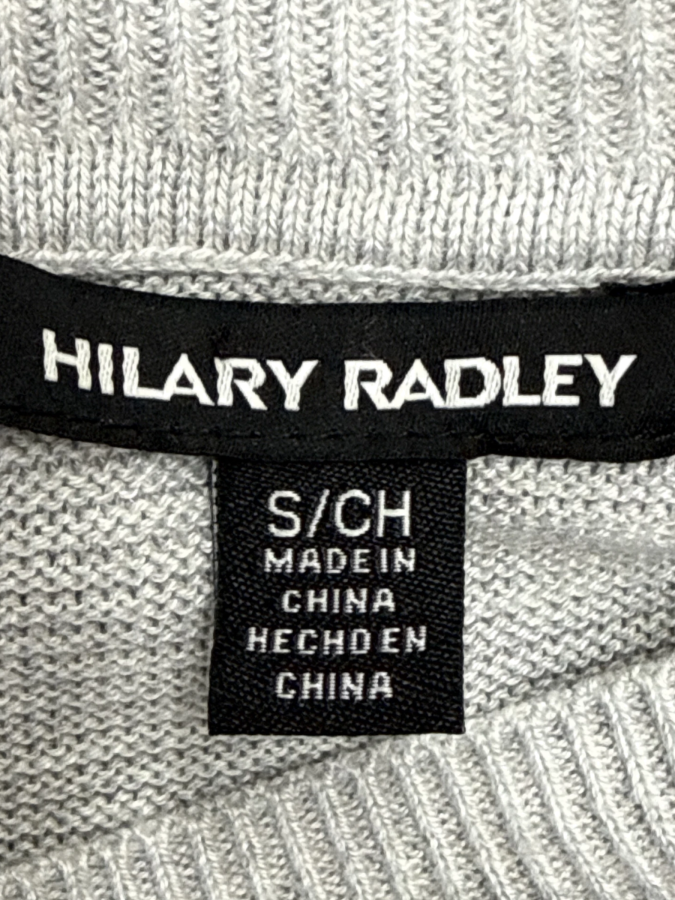 HILARY RADLEY
S/CH
MADE IN
CHINA
HECHO EN
CHINA